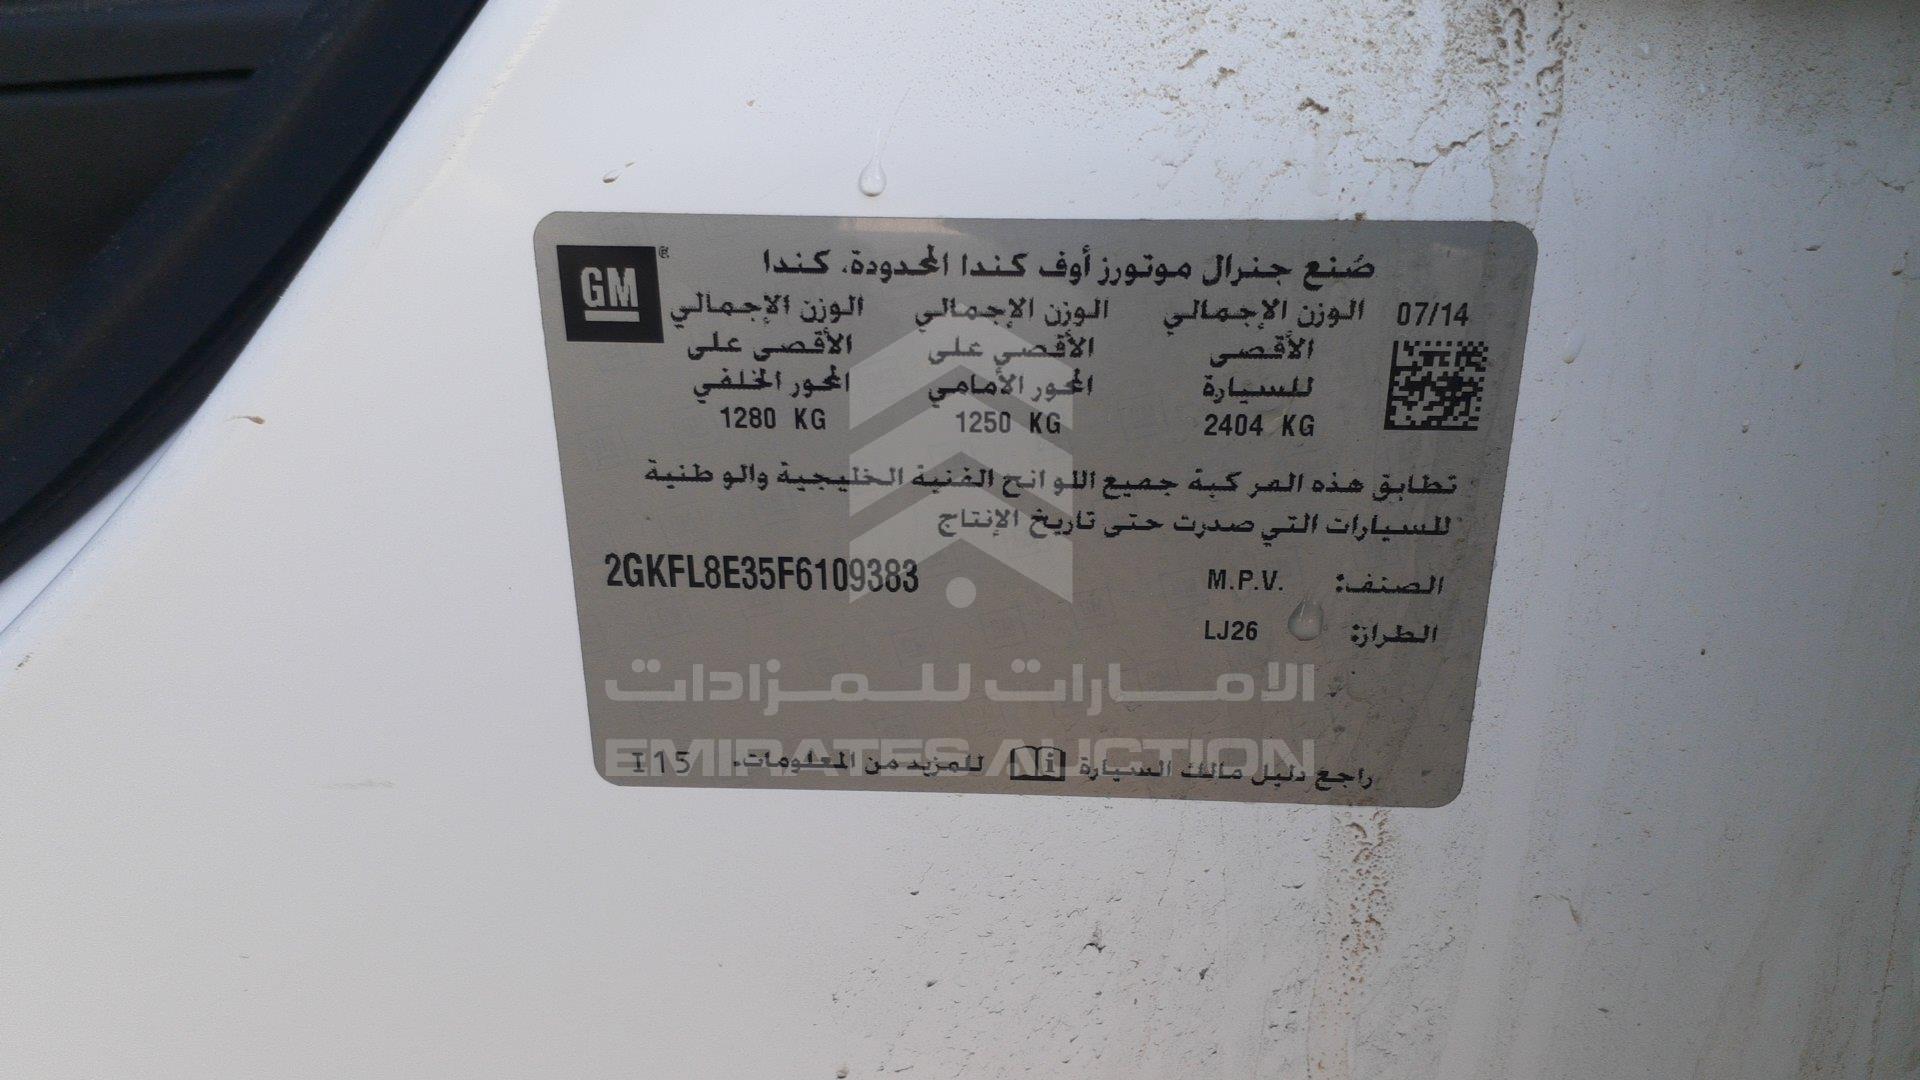 صُنع جنرال موتورز أوف كندا المحدودة، كندا
GM ®
07/14
الوزن الإجمالي الأقصى للسيارة
2404 KG
الوزن الإجمالي الأقصى على المحور الأمامي
1250 KG
الوزن الإجمالي الأقصى على المحور الخلفي
1280 KG
تطابق هذه المركبة جميع اللوائح الفنية الخليجية والوطنية
للسيارات التي صدرت حتى تاريخ الإنتاج
الصنف: M.P.V. 2GKFL8E35F6109383
الطراز: LJ26
الامارات للمزادات
EMIRATES AUCTION
راجع دليل مالك السيارة للمزيد من المعلومات. I15